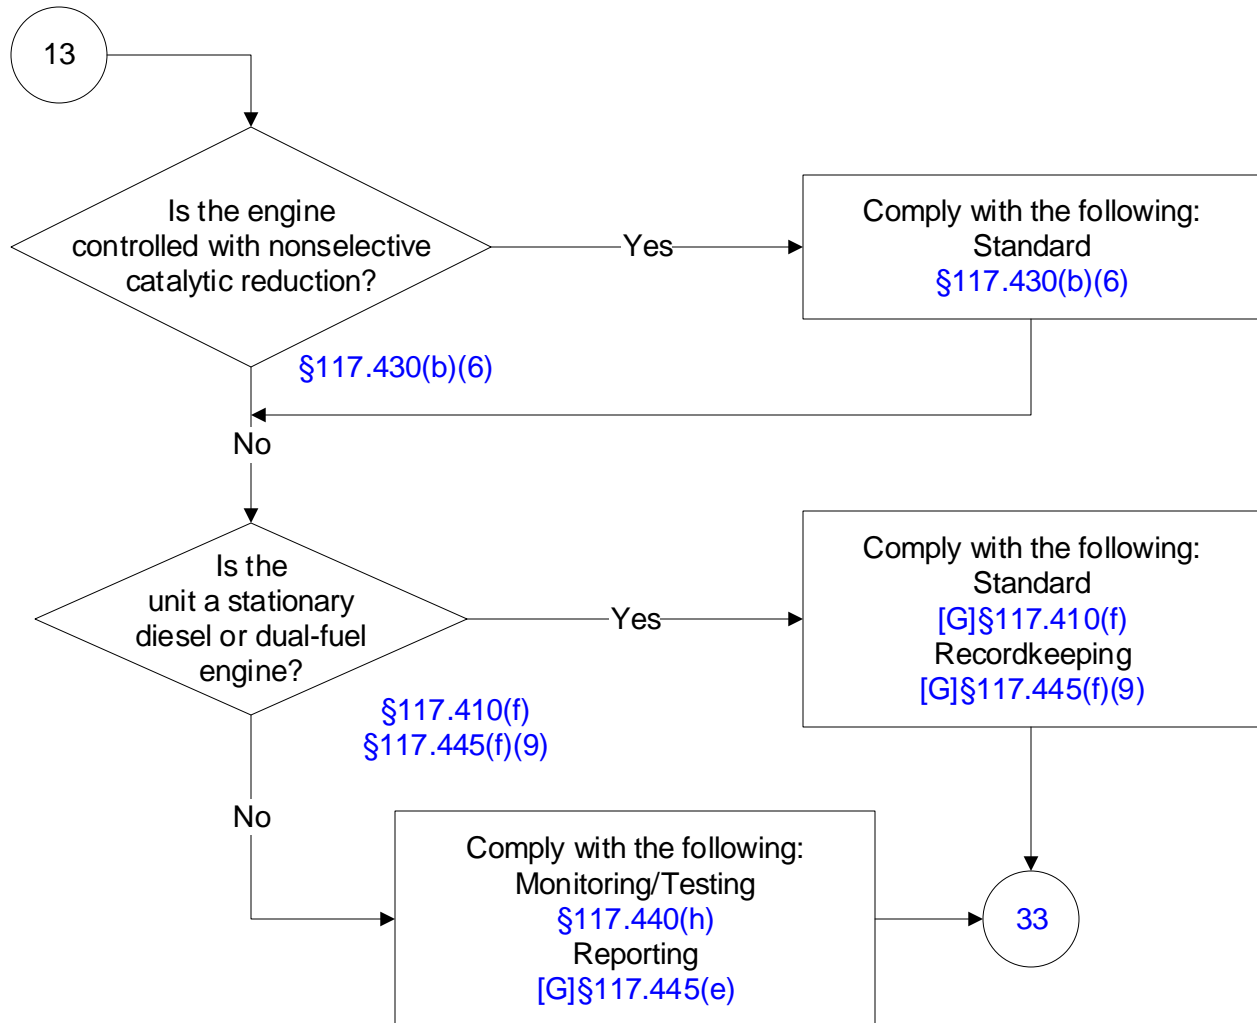 13
Is the engine
controlled with nonselective
catalytic reduction?
Yes
Comply with the following:
Standard
§117.430(b)(6)
§117.430(b)(6)
No
Is the
unit a stationary
diesel or dual-fuel
engine?
Yes
Comply with the following:
Standard
[G]§117.410(f)
Recordkeeping
[G]§117.445(f)(9)
§117.410(f)
§117.445(f)(9)
No
Comply with the following:
Monitoring/Testing
§117.440(h)
Reporting
[G]§117.445(e)
33